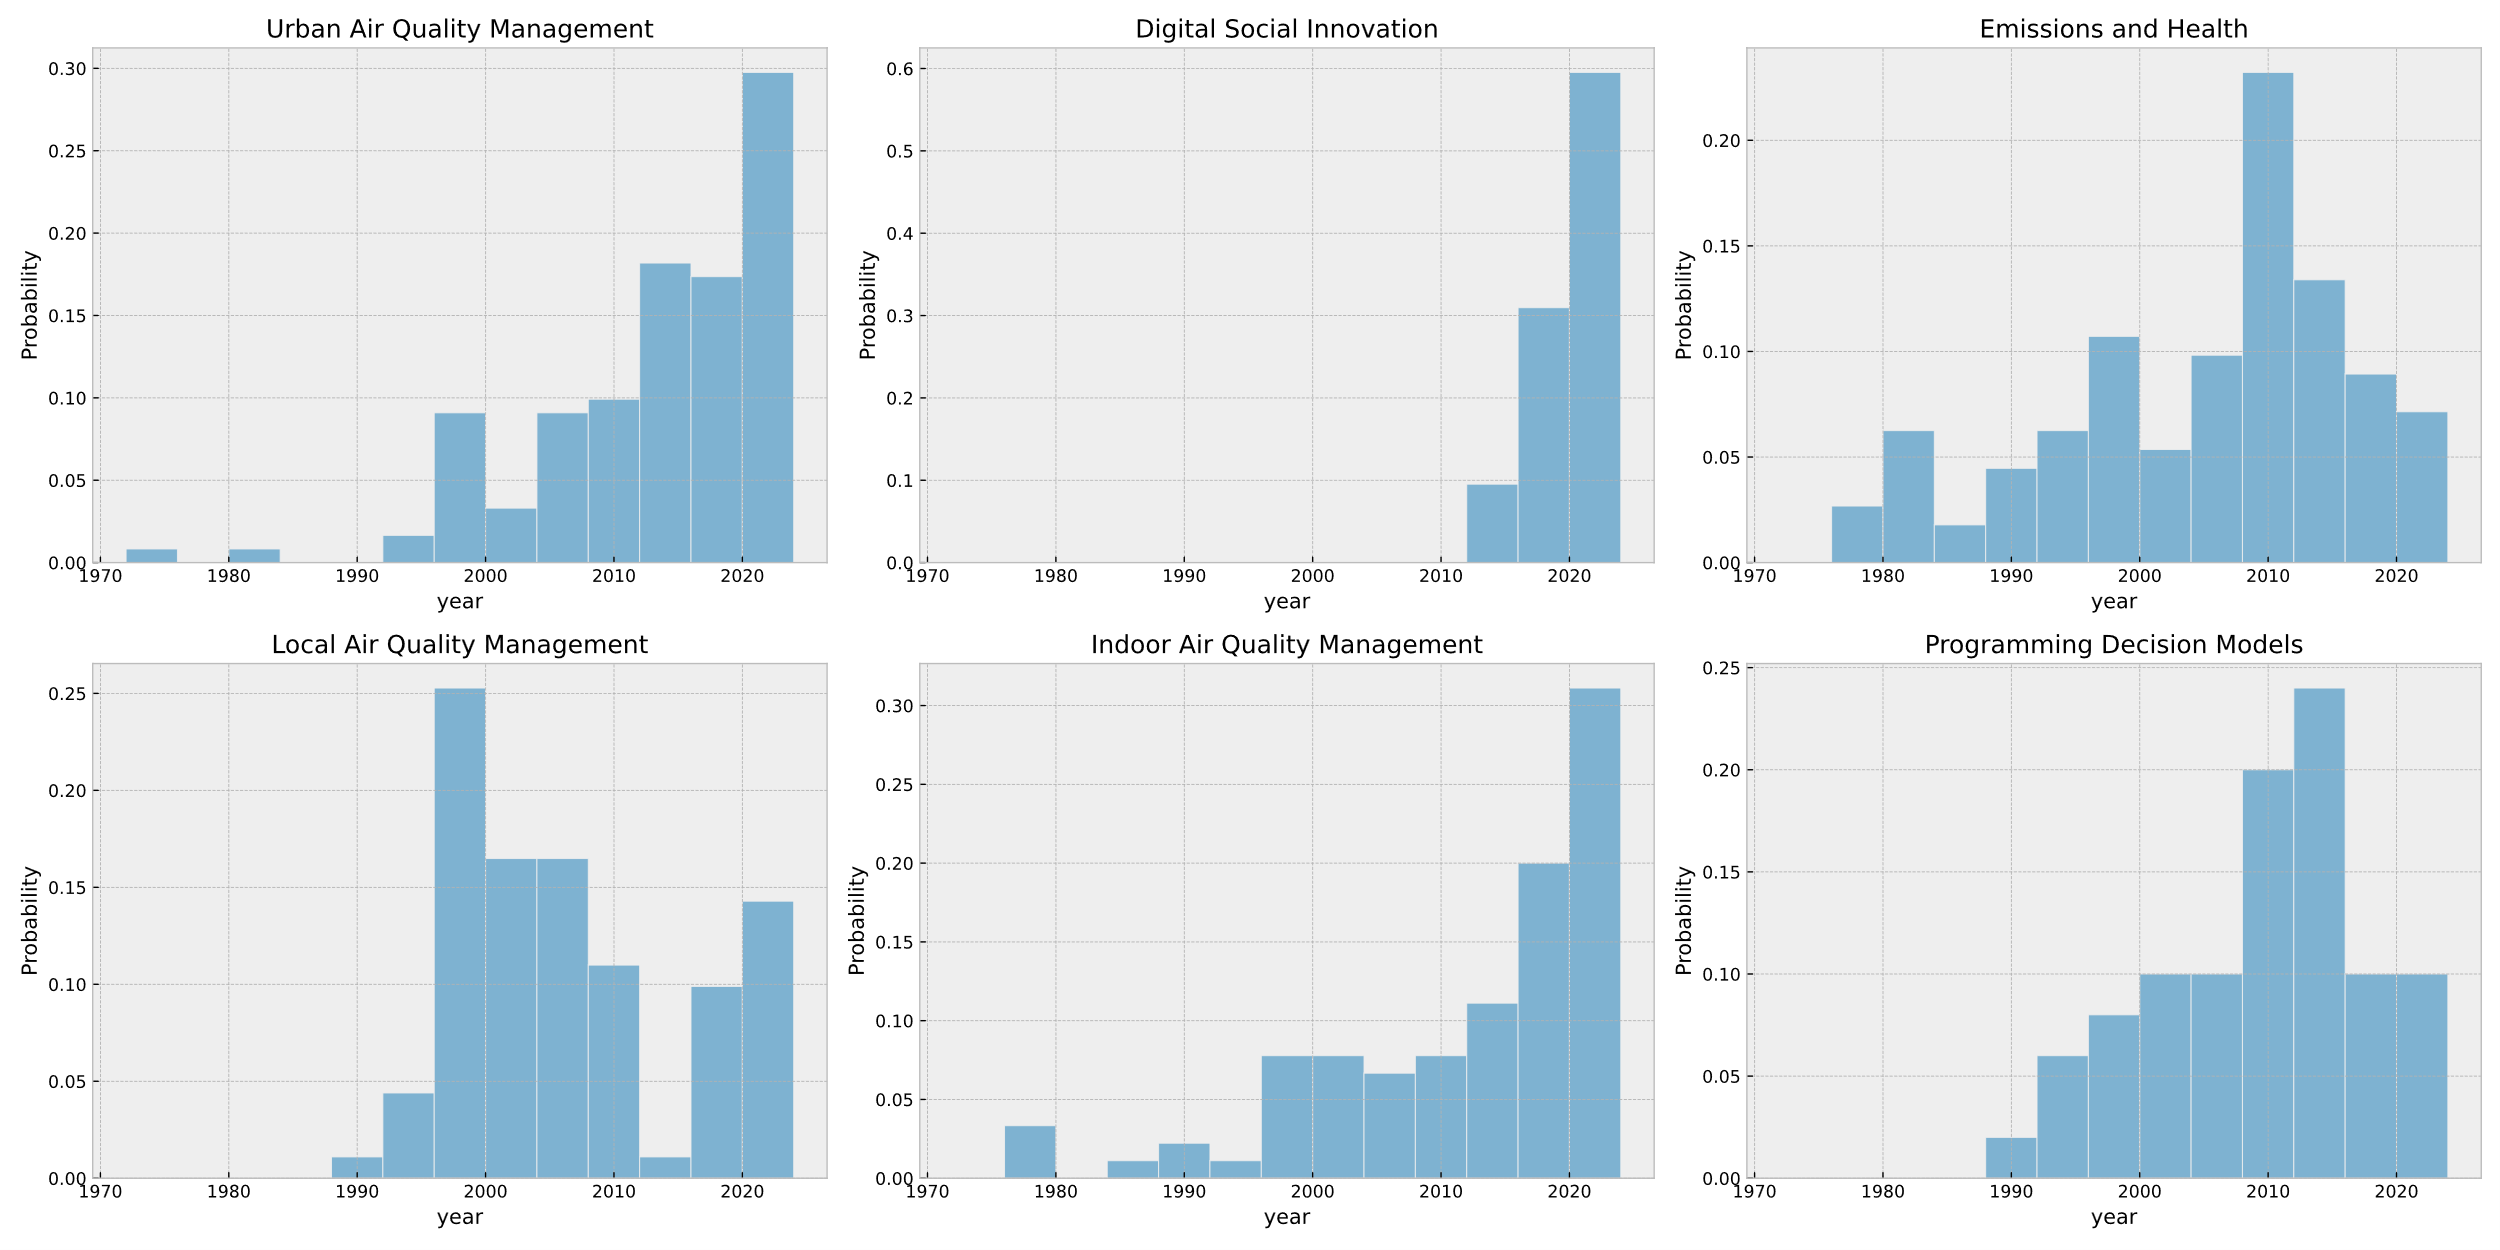 Urban Air Quality Management
0.30
0.25
0.20
0.15
0.10
0.05
0.00
Probability
1970 1980 1990 2000 2010 2020
year
Digital Social Innovation
0.6
0.5
0.4
0.3
0.2
0.1
0.0
Probability
1970 1980 1990 2000 2010 2020
year
Emissions and Health
0.20
0.15
0.10
0.05
0.00
Probability
1970 1980 1990 2000 2010 2020
year
Local Air Quality Management
0.25
0.20
0.15
0.10
0.05
0.00
Probability
1970 1980 1990 2000 2010 2020
year
Indoor Air Quality Management
0.30
0.25
0.20
0.15
0.10
0.05
0.00
Probability
1970 1980 1990 2000 2010 2020
year
Programming Decision Models
0.25
0.20
0.15
0.10
0.05
0.00
Probability
1970 1980 1990 2000 2010 2020
year